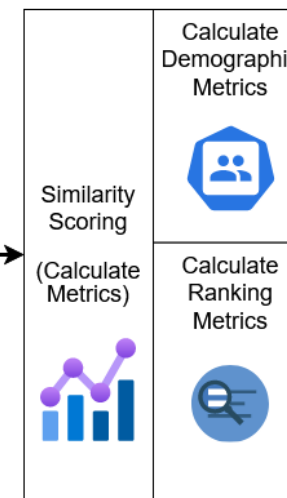 Similarity
Scoring
(Calculate
Metrics)
Calculate
Demographi
Metrics
Calculate
Ranking
Metrics